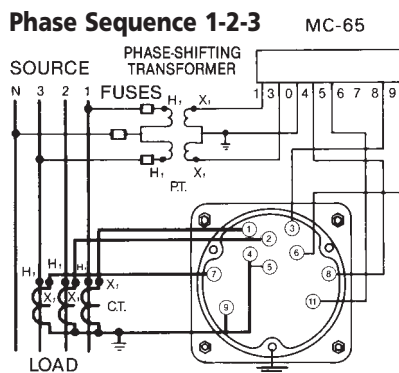 Phase Sequence 1-2-3
MC-65
PHASE-SHIFTING
TRANSFORMER
SOURCE
N 3 2 1 FUSES
H₁ X₁
1 3 0 4 5 6 7 8 9
H₁ X₁
P.T.
1
2
3
4
5
6
H₁ H₁ H₁
7
8
X₁ X₁ X₁
C.T.
9
11
LOAD